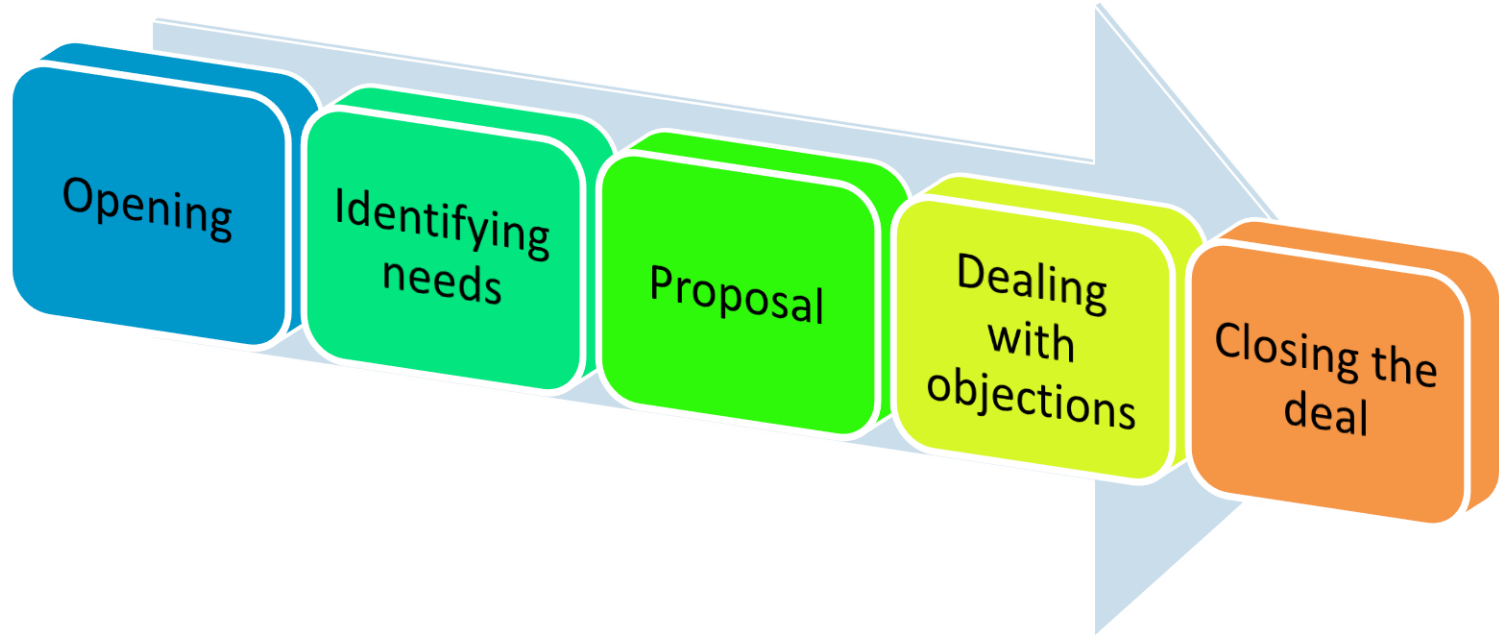 Opening
Identifying
needs
Proposal
Dealing
with
objections
Closing the
deal